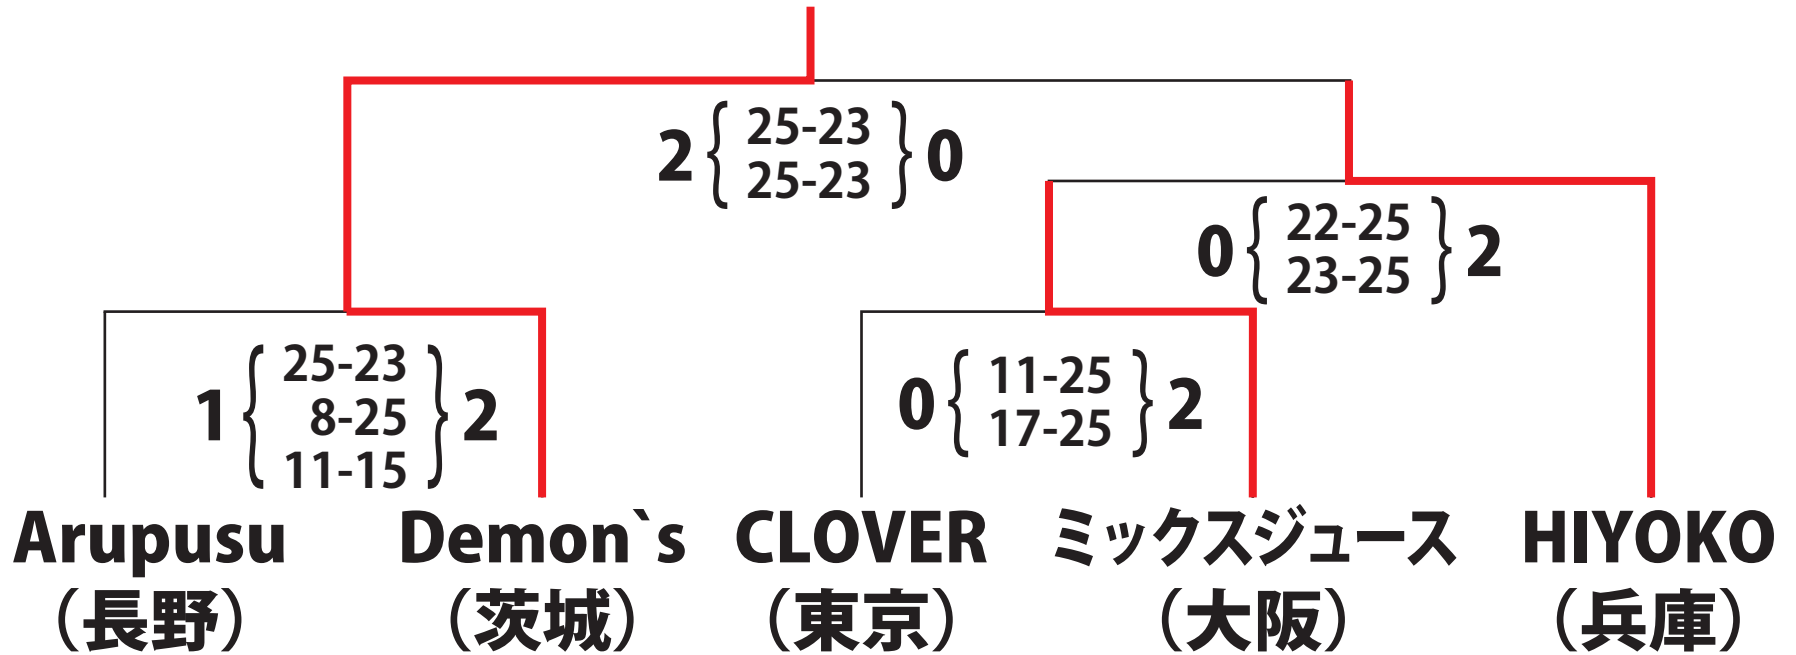 2 { 25-23 } 0
25-23
0 { 22-25 } 2
23-25
1 { 25-23 } 2
8-25
11-15
0 { 11-25 } 2
17-25
Arupusu
（長野）
Demon`s
（茨城）
CLOVER
（東京）
ミックスジュース
（大阪）
HIYOKO
（兵庫）